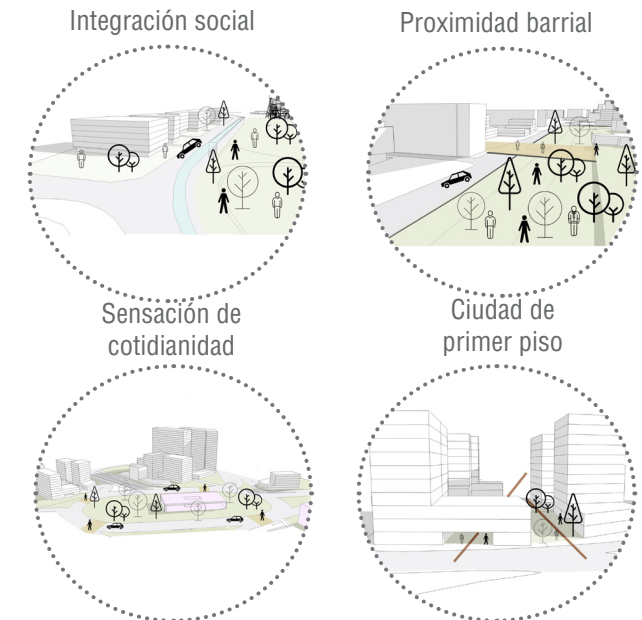 Integración social
Proximidad barrial
Sensación de
cotidianidad
Ciudad de
primer piso